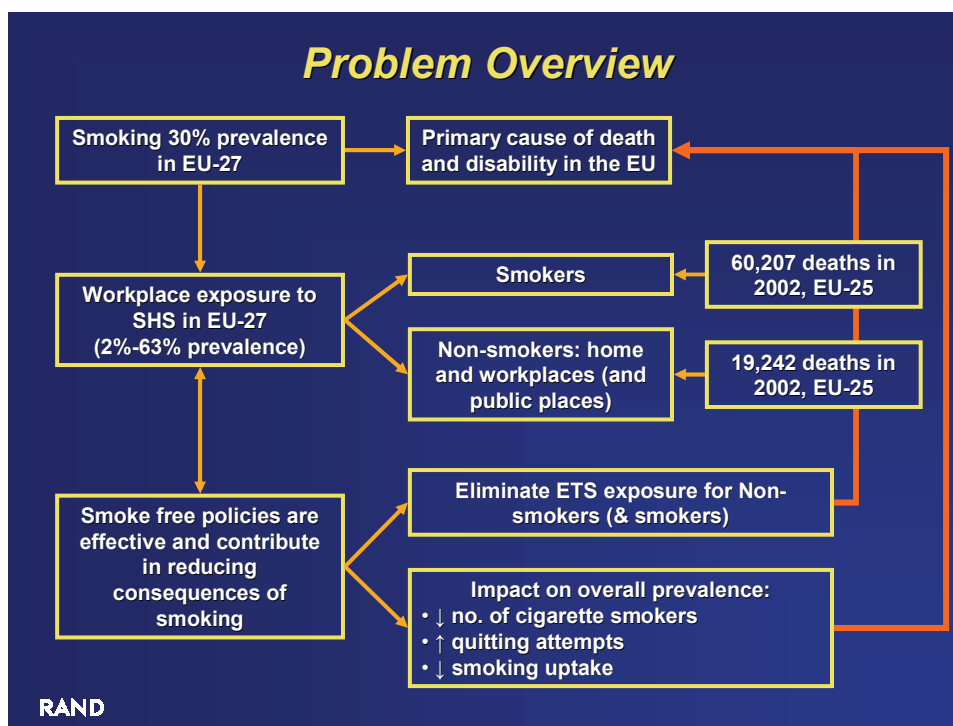 Problem Overview
Smoking 30% prevalence
in EU-27
Primary cause of death
and disability in the EU
Workplace exposure to
SHS in EU-27
(2%-63% prevalence)
Smokers
60,207 deaths in
2002, EU-25
Non-smokers: home
and workplaces (and
public places)
19,242 deaths in
2002, EU-25
Smoke free policies are
effective and contribute
in reducing
consequences of
smoking
Eliminate ETS exposure for Non-
smokers (& smokers)
Impact on overall prevalence:
• ↓ no. of cigarette smokers
• ↑ quitting attempts
• ↓ smoking uptake
RAND